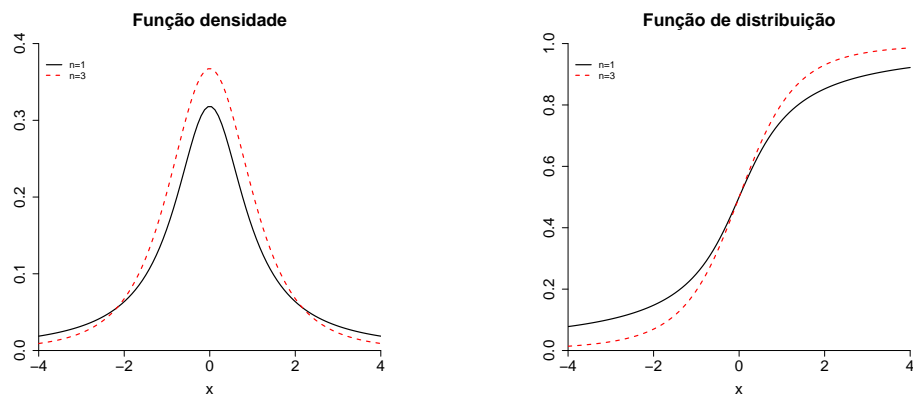 Função densidade
n=1
n=3
0.4
0.3
0.2
0.1
0.0
−4 −2 0 2 4
x
Função de distribuição
n=1
n=3
1.0
0.8
0.6
0.4
0.2
0.0
−4 −2 0 2 4
x